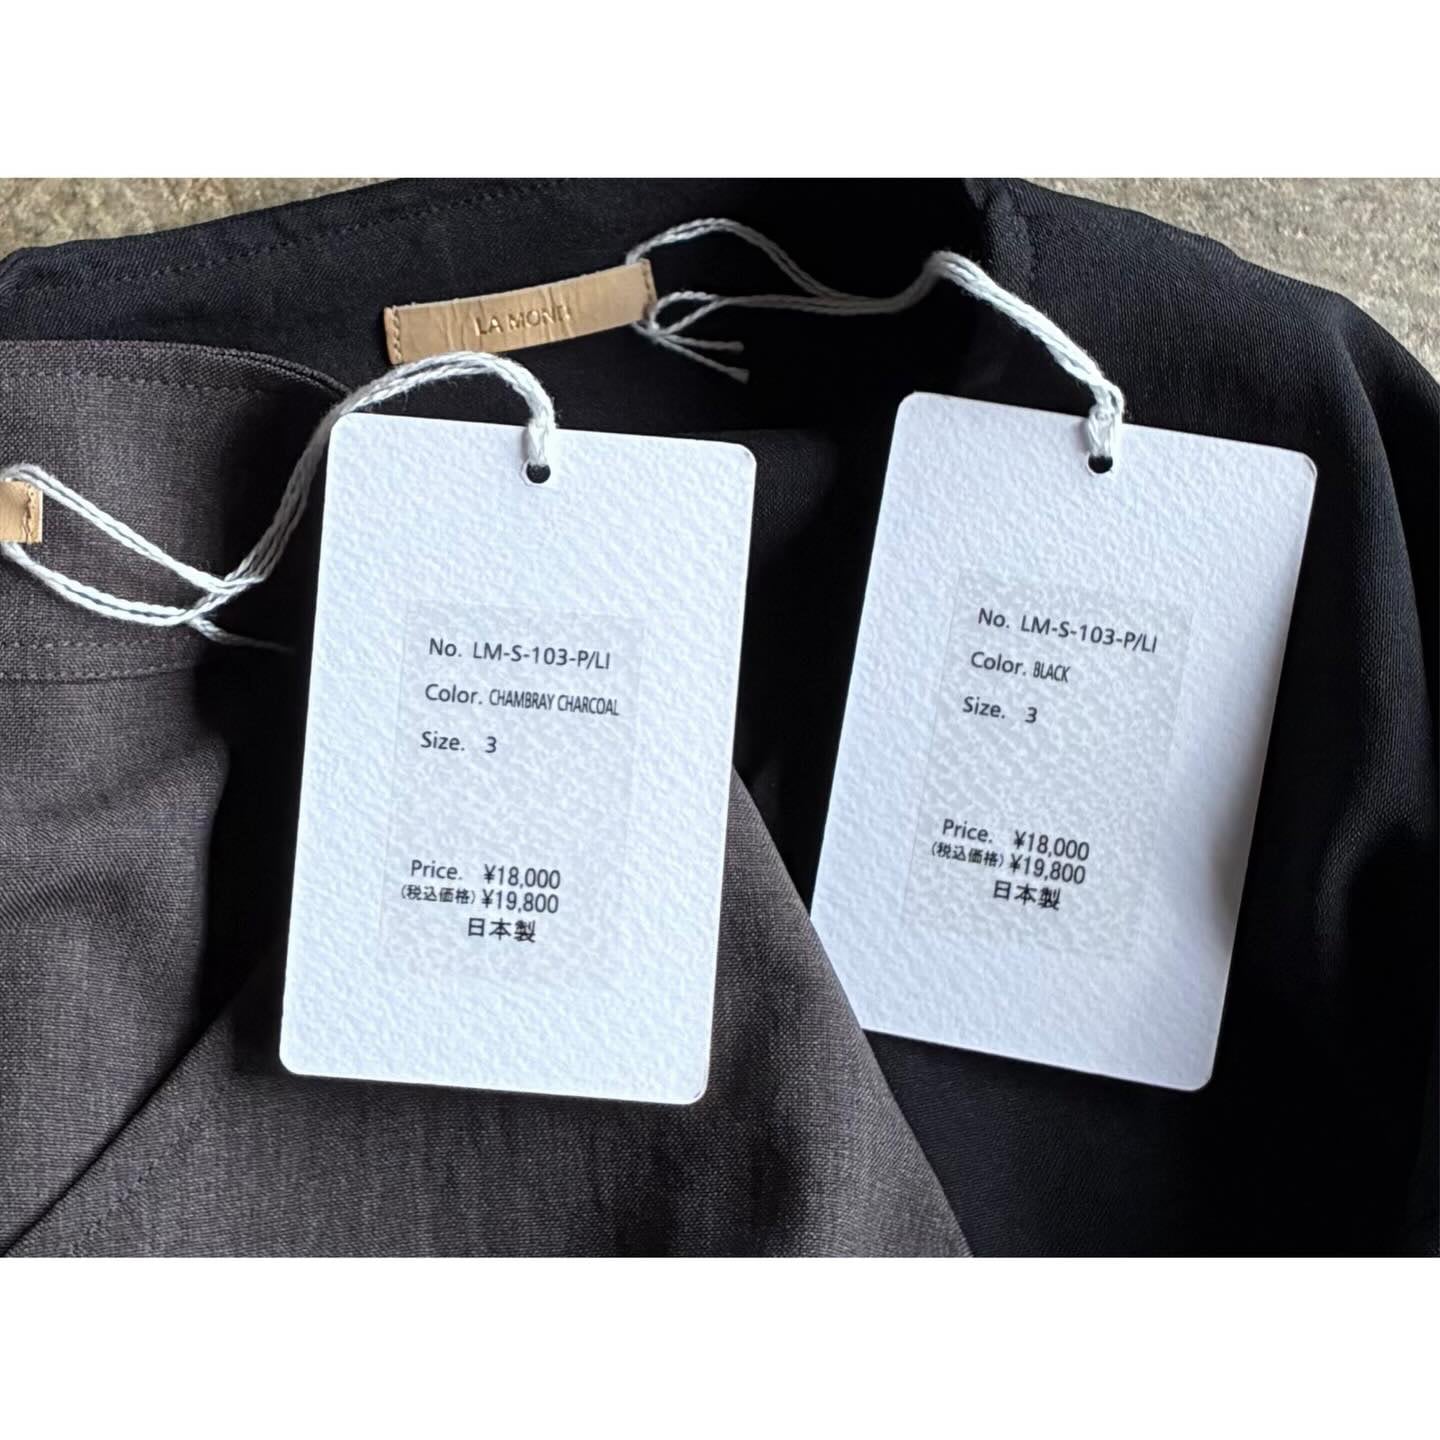 LA MOND
No. LM-S-103-P/LI
Color. CHAMBRAY CHARCOAL
Size. 3
Price. ¥18,000
(税込価格) ¥19,800
日本製
No. LM-S-103-P/LI
Color. BLACK
Size. 3
Price. ¥18,000
(税込価格) ¥19,800
日本製